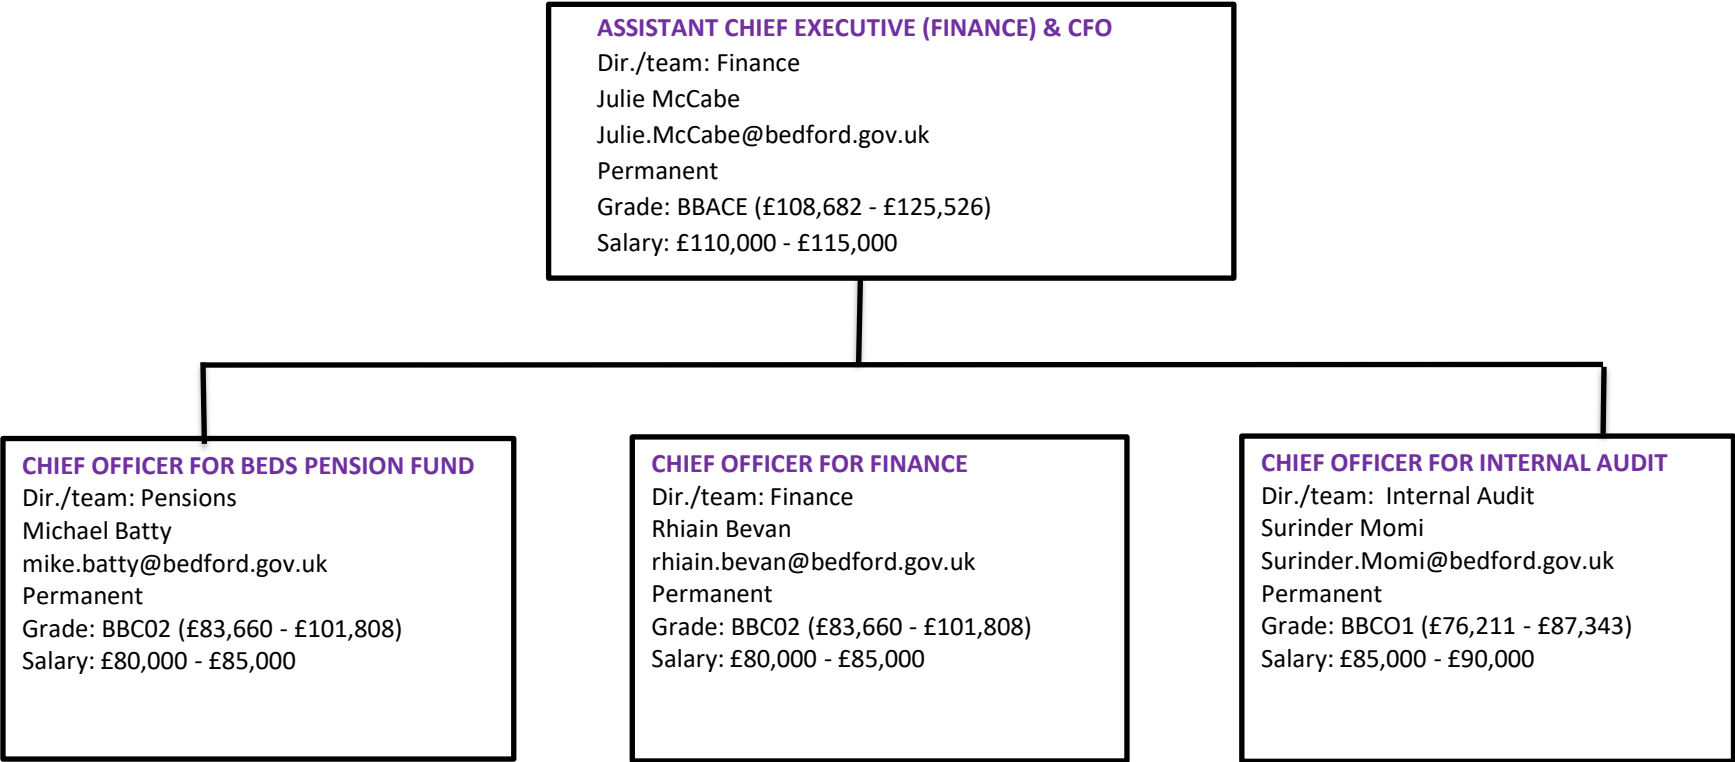 ASSISTANT CHIEF EXECUTIVE (FINANCE) & CFO
Dir./team: Finance
Julie McCabe
Julie.McCabe@bedford.gov.uk
Permanent
Grade: BBACE (£108,682 - £125,526)
Salary: £110,000 - £115,000
CHIEF OFFICER FOR BEDS PENSION FUND
Dir./team: Pensions
Michael Batty
mike.batty@bedford.gov.uk
Permanent
Grade: BBC02 (£83,660 - £101,808)
Salary: £80,000 - £85,000
CHIEF OFFICER FOR FINANCE
Dir./team: Finance
Rhiain Bevan
rhiain.bevan@bedford.gov.uk
Permanent
Grade: BBC02 (£83,660 - £101,808)
Salary: £80,000 - £85,000
CHIEF OFFICER FOR INTERNAL AUDIT
Dir./team:  Internal Audit
Surinder Momi
Surinder.Momi@bedford.gov.uk
Permanent
Grade: BBCO1 (£76,211 - £87,343)
Salary: £85,000 - £90,000